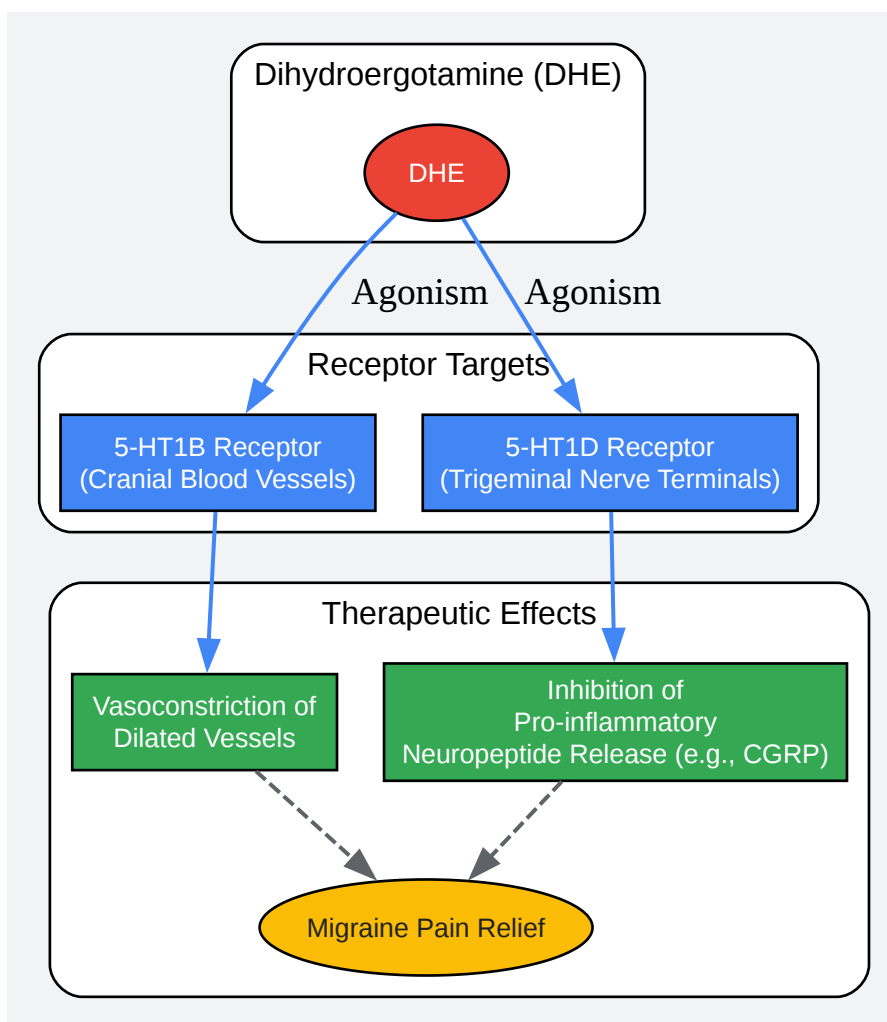 Dihydroergotamine (DHE)
DHE
Agonism Agonism
Receptor Targets
5-HT1B Receptor
(Cranial Blood Vessels)
5-HT1D Receptor
(Trigeminal Nerve Terminals)
Therapeutic Effects
Vasoconstriction of
Dilated Vessels
Inhibition of
Pro-inflammatory
Neuropeptide Release (e.g., CGRP)
Migraine Pain Relief